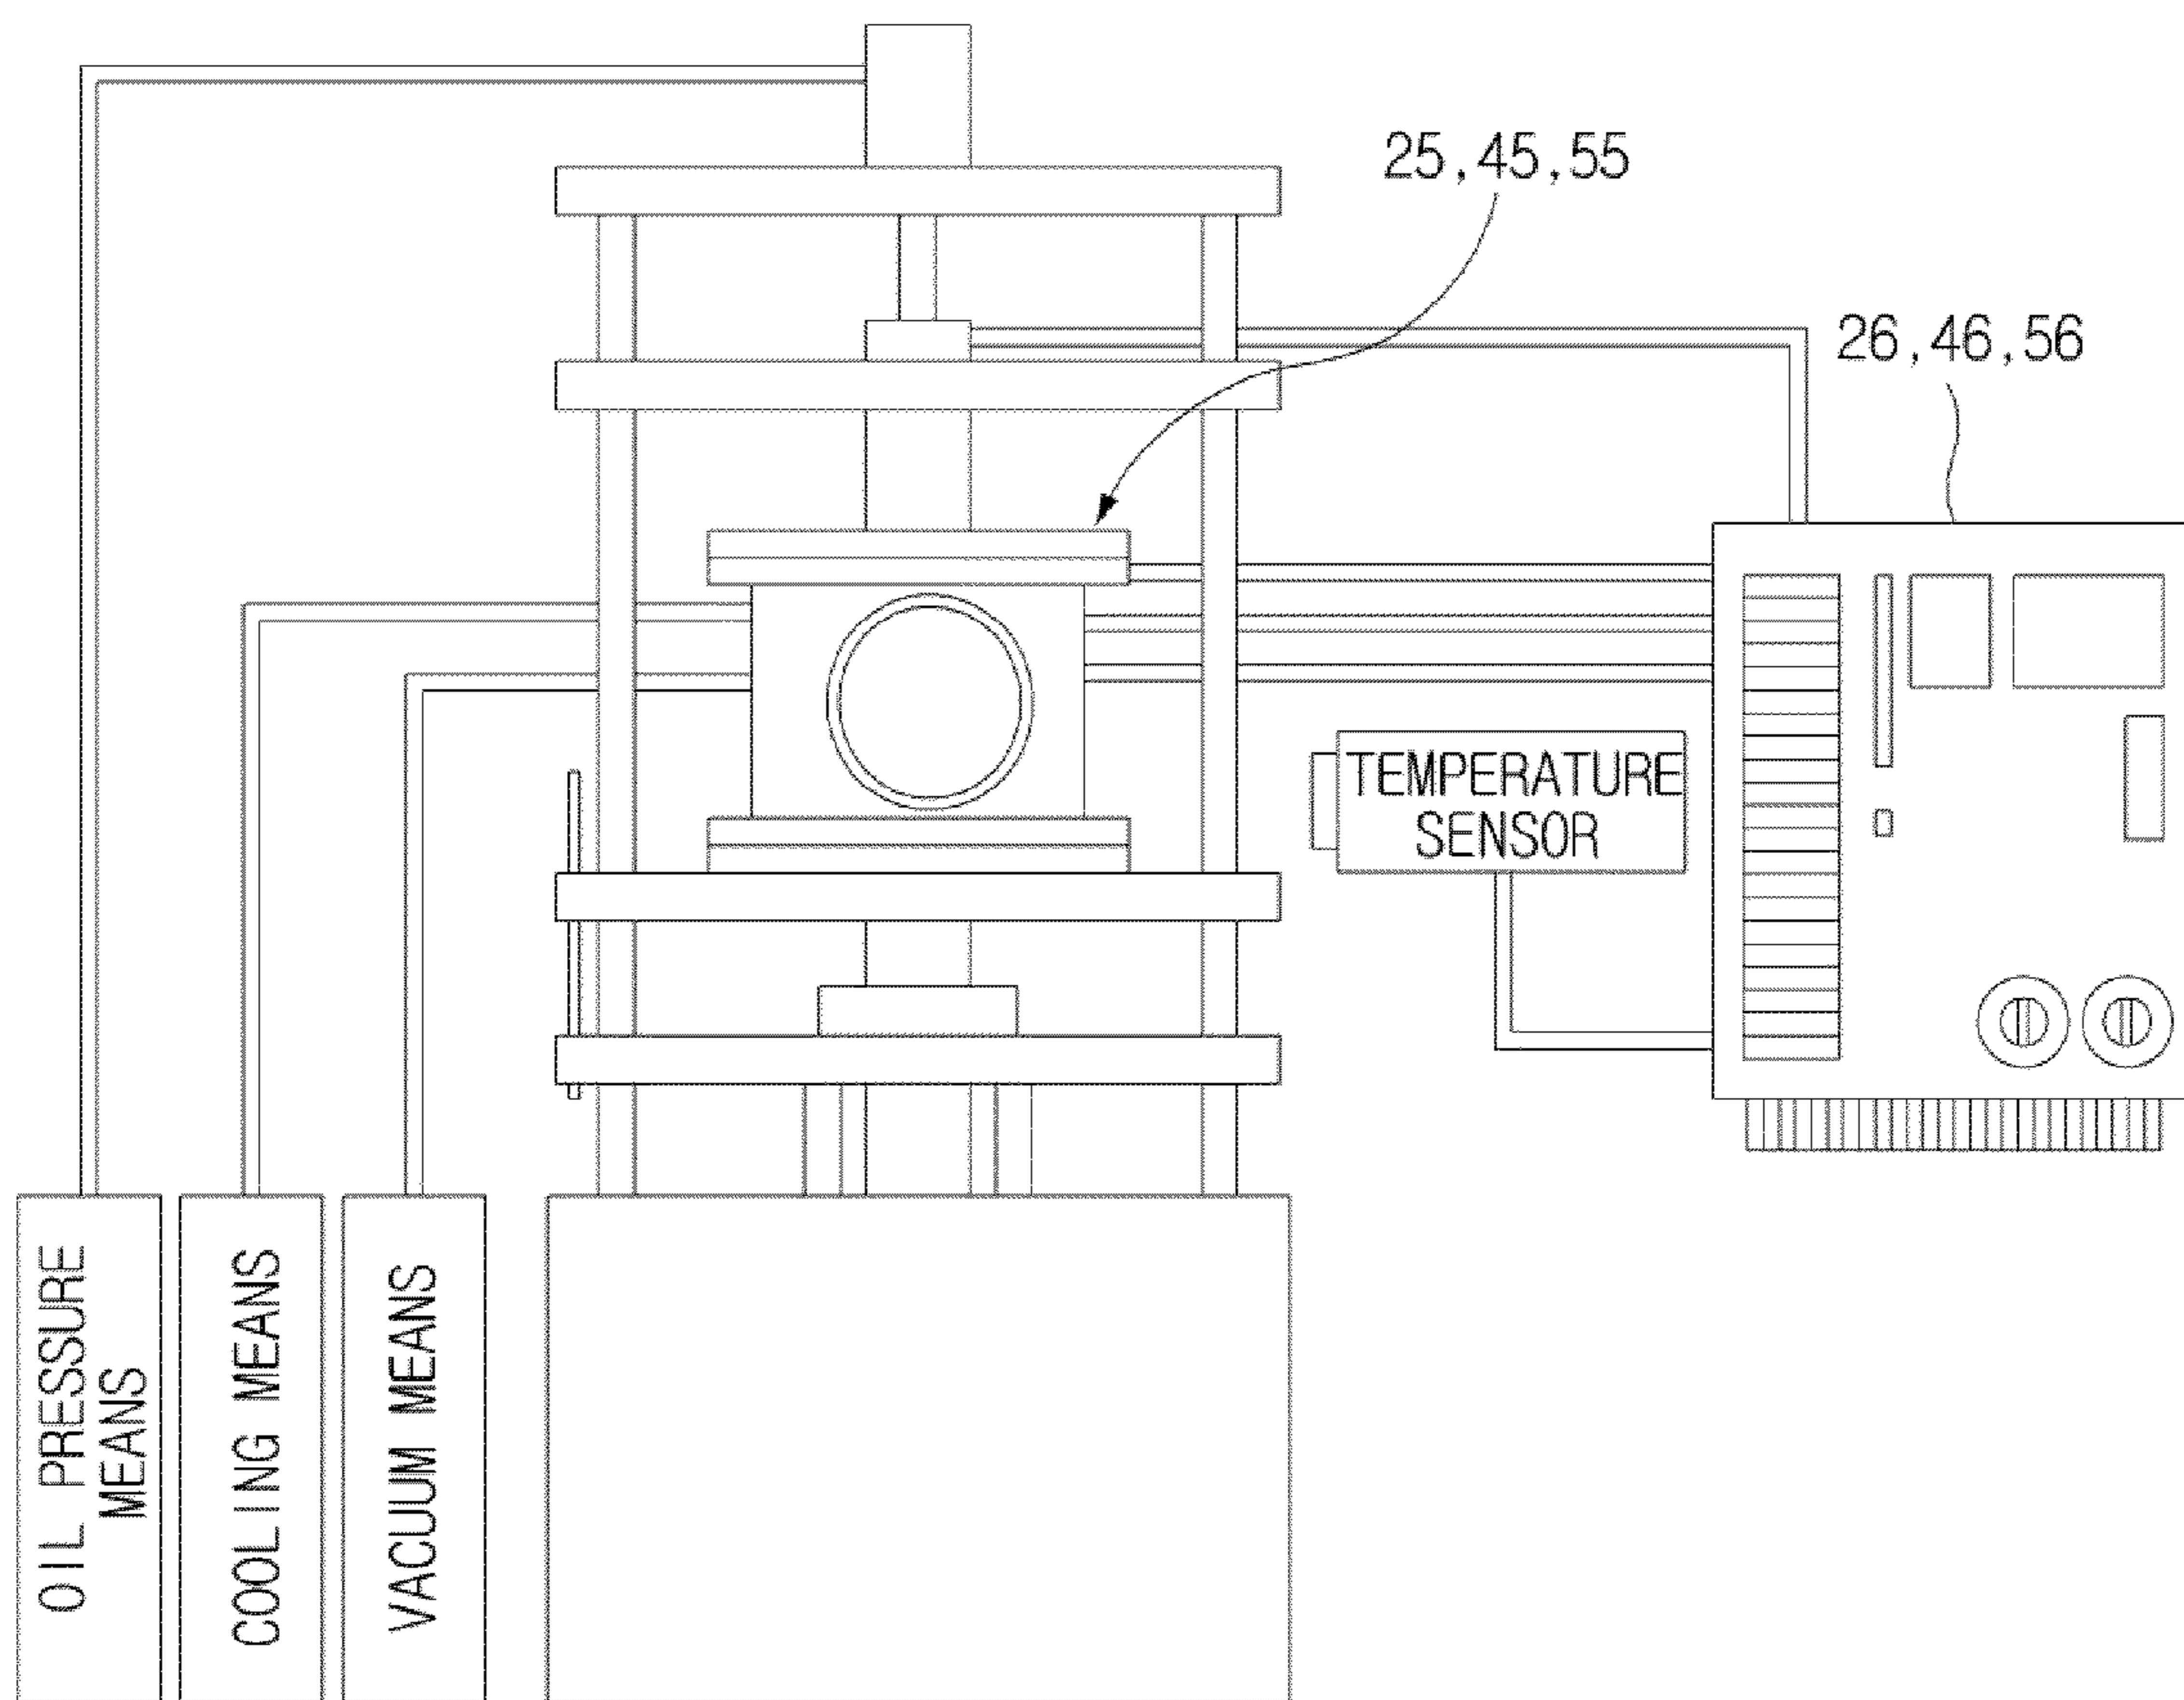 25,45,55
26,46,56
TEMPERATURE
SENSOR
OIL PRESSURE
MEANS
COOLING MEANS
VACUUM MEANS